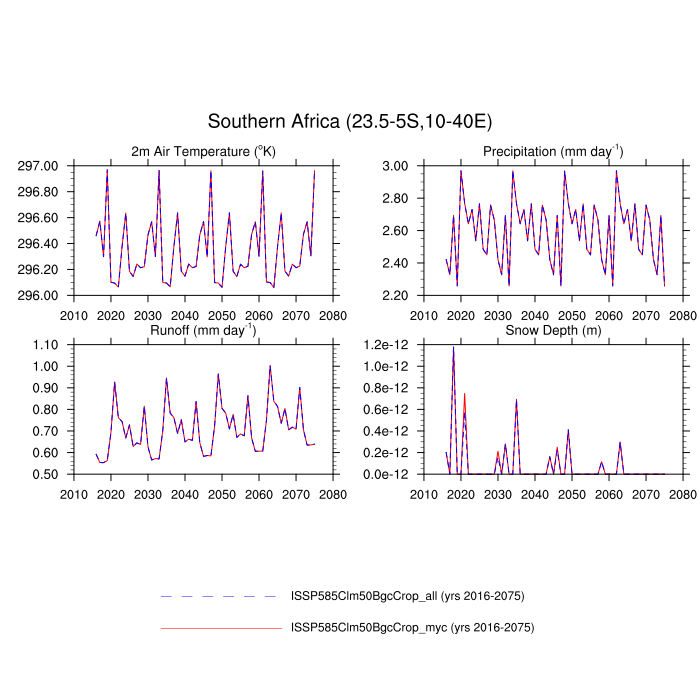 Southern Africa (23.5-5S,10-40E)
2m Air Temperature (°K)
Precipitation (mm day⁻¹)
297.00
296.80
296.60
296.40
296.20
296.00
3.00
2.80
2.60
2.40
2.20
2010 2020 2030 2040 2050 2060 2070 2080
2010 2020 2030 2040 2050 2060 2070 2080
Runoff (mm day⁻¹)
Snow Depth (m)
1.10
1.00
0.90
0.80
0.70
0.60
0.50
1.2e-12
1.0e-12
0.8e-12
0.6e-12
0.4e-12
0.2e-12
0.0e-12
2010 2020 2030 2040 2050 2060 2070 2080
2010 2020 2030 2040 2050 2060 2070 2080
ISSP585Clm50BgcCrop_all (yrs 2016-2075)
ISSP585Clm50BgcCrop_myc (yrs 2016-2075)